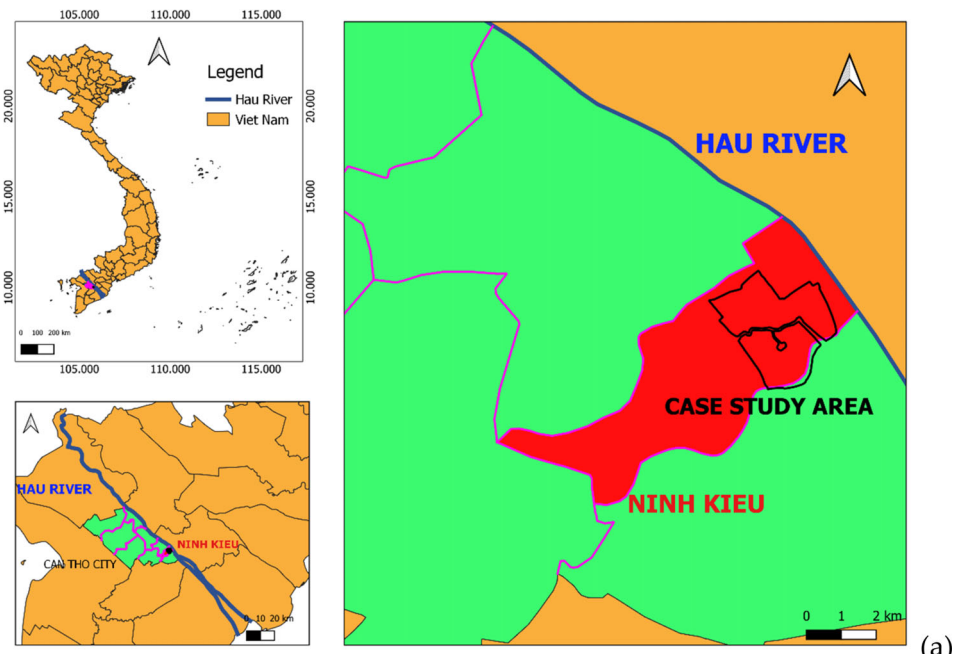 105.000 110.000 115.000
Legend
Hau River
Viet Nam
20.000
20.000
15.000
15.000
10.000
10.000
0 100 200 km
105.000 110.000 115.000
HAU RIVER
NINH KIEU
CAN THO CITY
0 10 20 km
HAU RIVER
CASE STUDY AREA
NINH KIEU
0 1 2 km
(a)